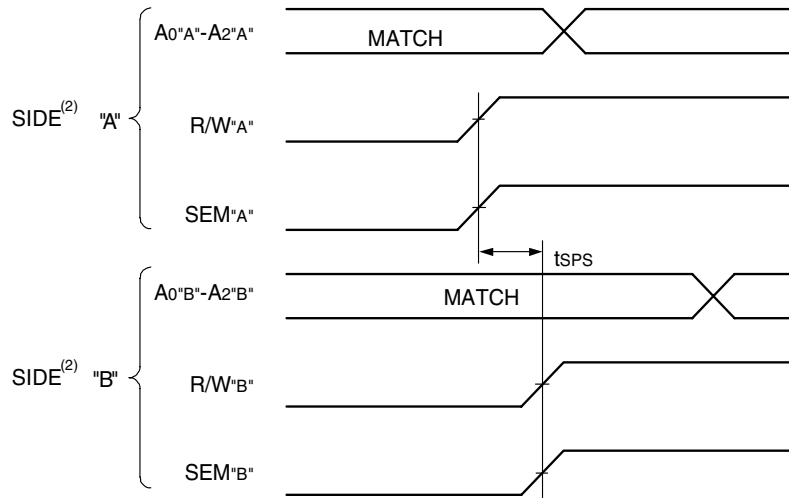 A0"A"-A2"A"
MATCH
SIDE(2) "A"
R/W"A"
SEM"A"
tSPS
A0"B"-A2"B"
MATCH
SIDE(2) "B"
R/W"B"
SEM"B"